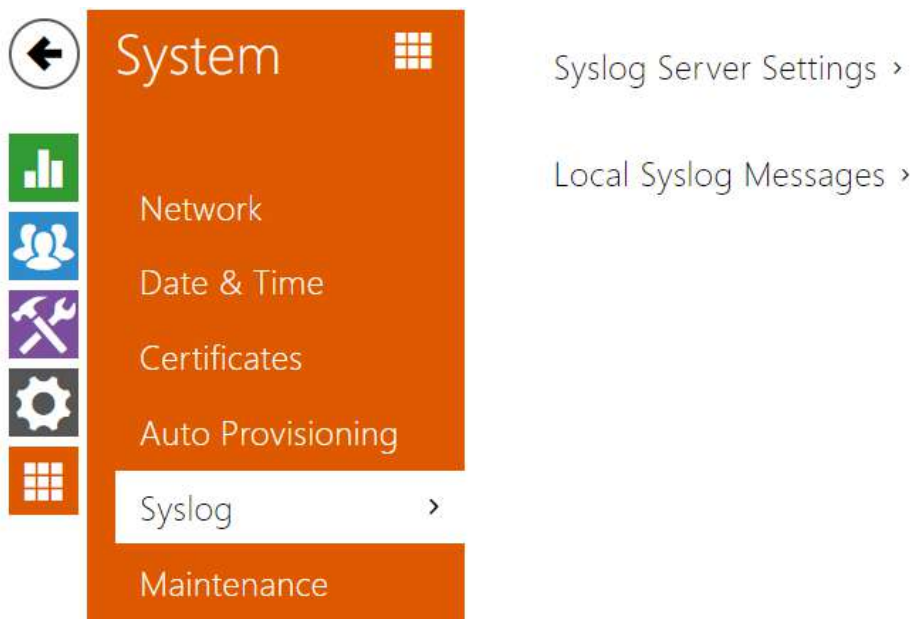 System
Network
Date & Time
Certificates
Auto Provisioning
Syslog
Maintenance
Syslog Server Settings
Local Syslog Messages